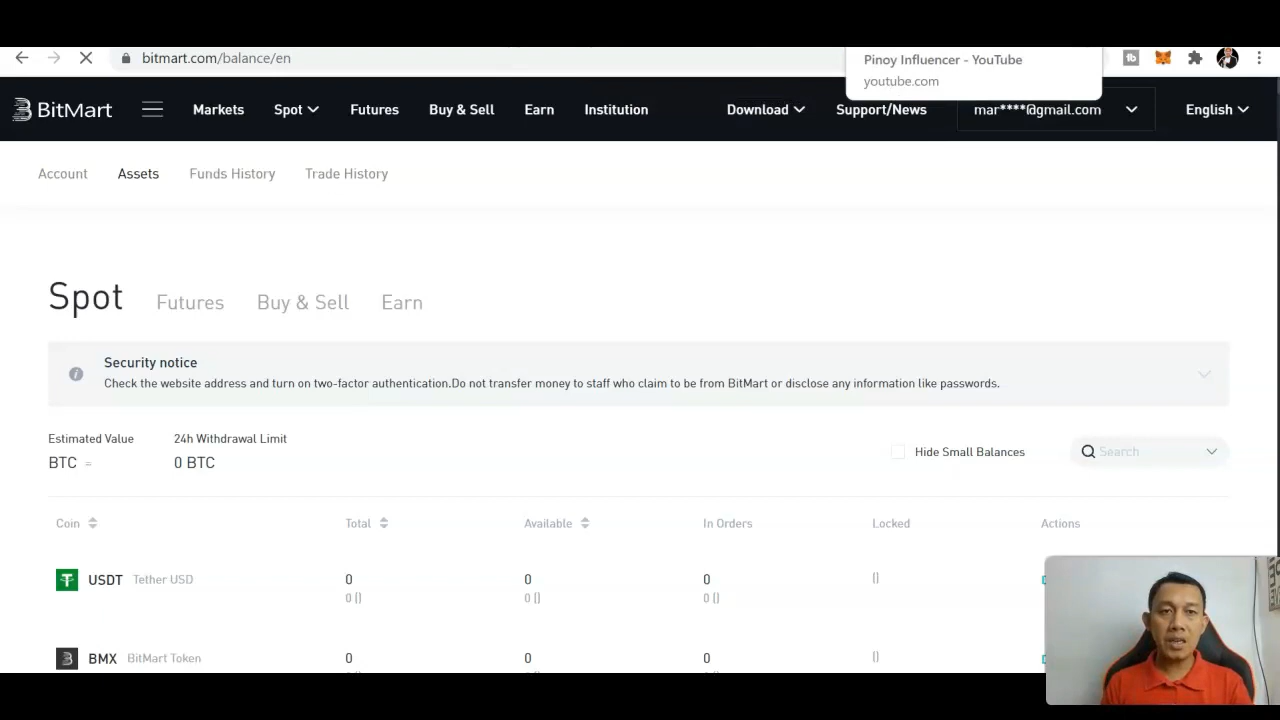 Pinoy Influencer - YouTube
bitmart.com/balance/en
youtube.com
BitMart Markets Spot Futures Buy & Sell Earn Institution Download Support/News mar****@gmail.com English
Account Assets Funds History Trade History
Spot Futures Buy & Sell Earn
Security notice
Check the website address and turn on two-factor authentication.Do not transfer money to staff who claim to be from BitMart or disclose any information like passwords.
Estimated Value 24h Withdrawal Limit
BTC = 0 BTC
Hide Small Balances Search
Coin Total Available In Orders Locked Actions
USDT Tether USD 0 0 0 []
0 [] 0 [] 0 []
BMX BitMart Token 0 0 0 []